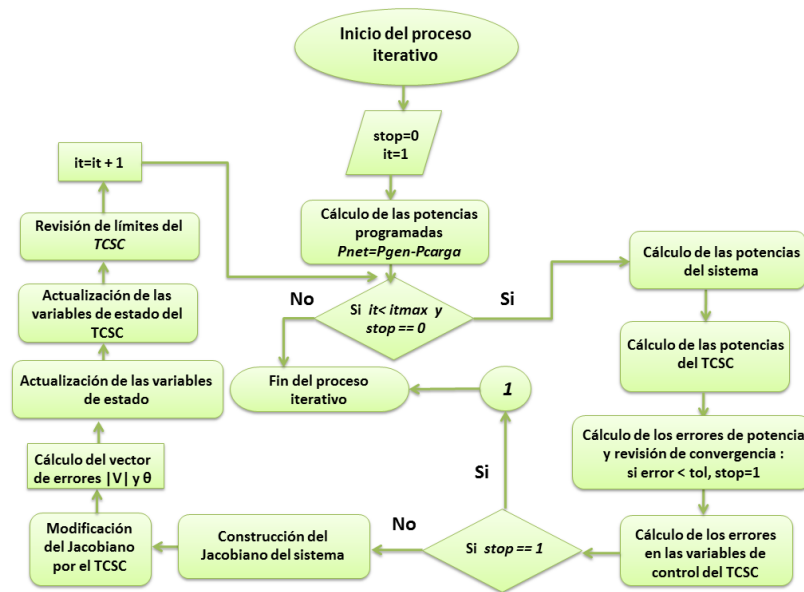 Inicio del proceso
iterativo
stop=0
it=1
Cálculo de las potencias
programadas
Pnet=Pgen-Pcarga
Si it< itmax y
stop == 0
No
Si
Fin del proceso
iterativo
Cálculo de las potencias
del sistema
Cálculo de las potencias
del TCSC
Cálculo de los errores de potencia
y revisión de convergencia :
si error < tol, stop=1
Cálculo de los errores
en las variables de
control del TCSC
Si stop == 1
Si
1
No
Construcción del
Jacobiano del sistema
Modificación
del Jacobiano
por el TCSC
Cálculo del vector
de errores |V| y θ
Actualización de las variables
de estado
Actualización de las
variables de estado del
TCSC
Revisión de límites del
TCSC
it=it + 1